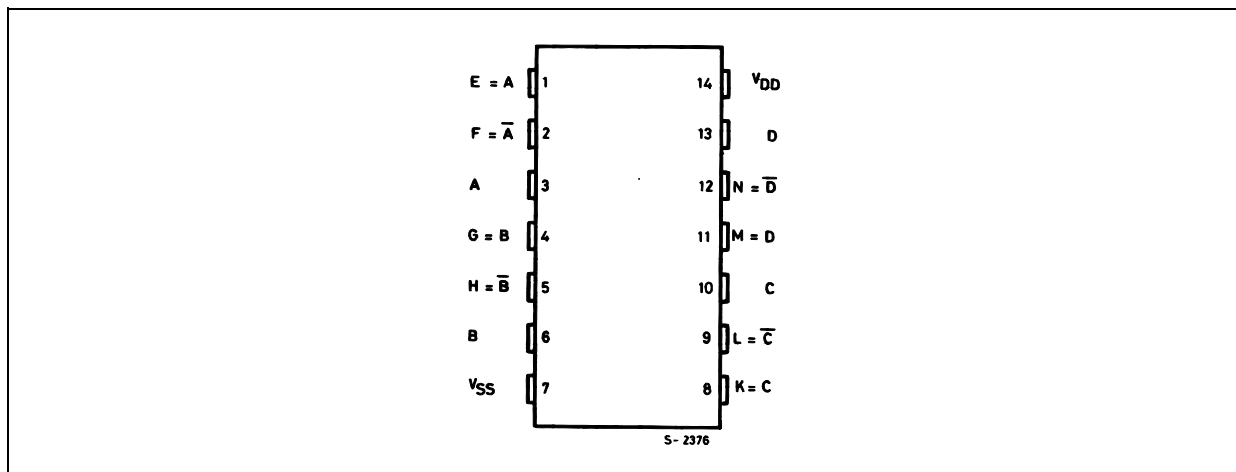 E = A 1 14 VDD
F = A̅ 2 13 D
A 3 12 N = D̅
G = B 4 11 M = D
H = B̅ 5 10 C
B 6 9 L = C̅
VSS 7 8 K = C
S- 2376